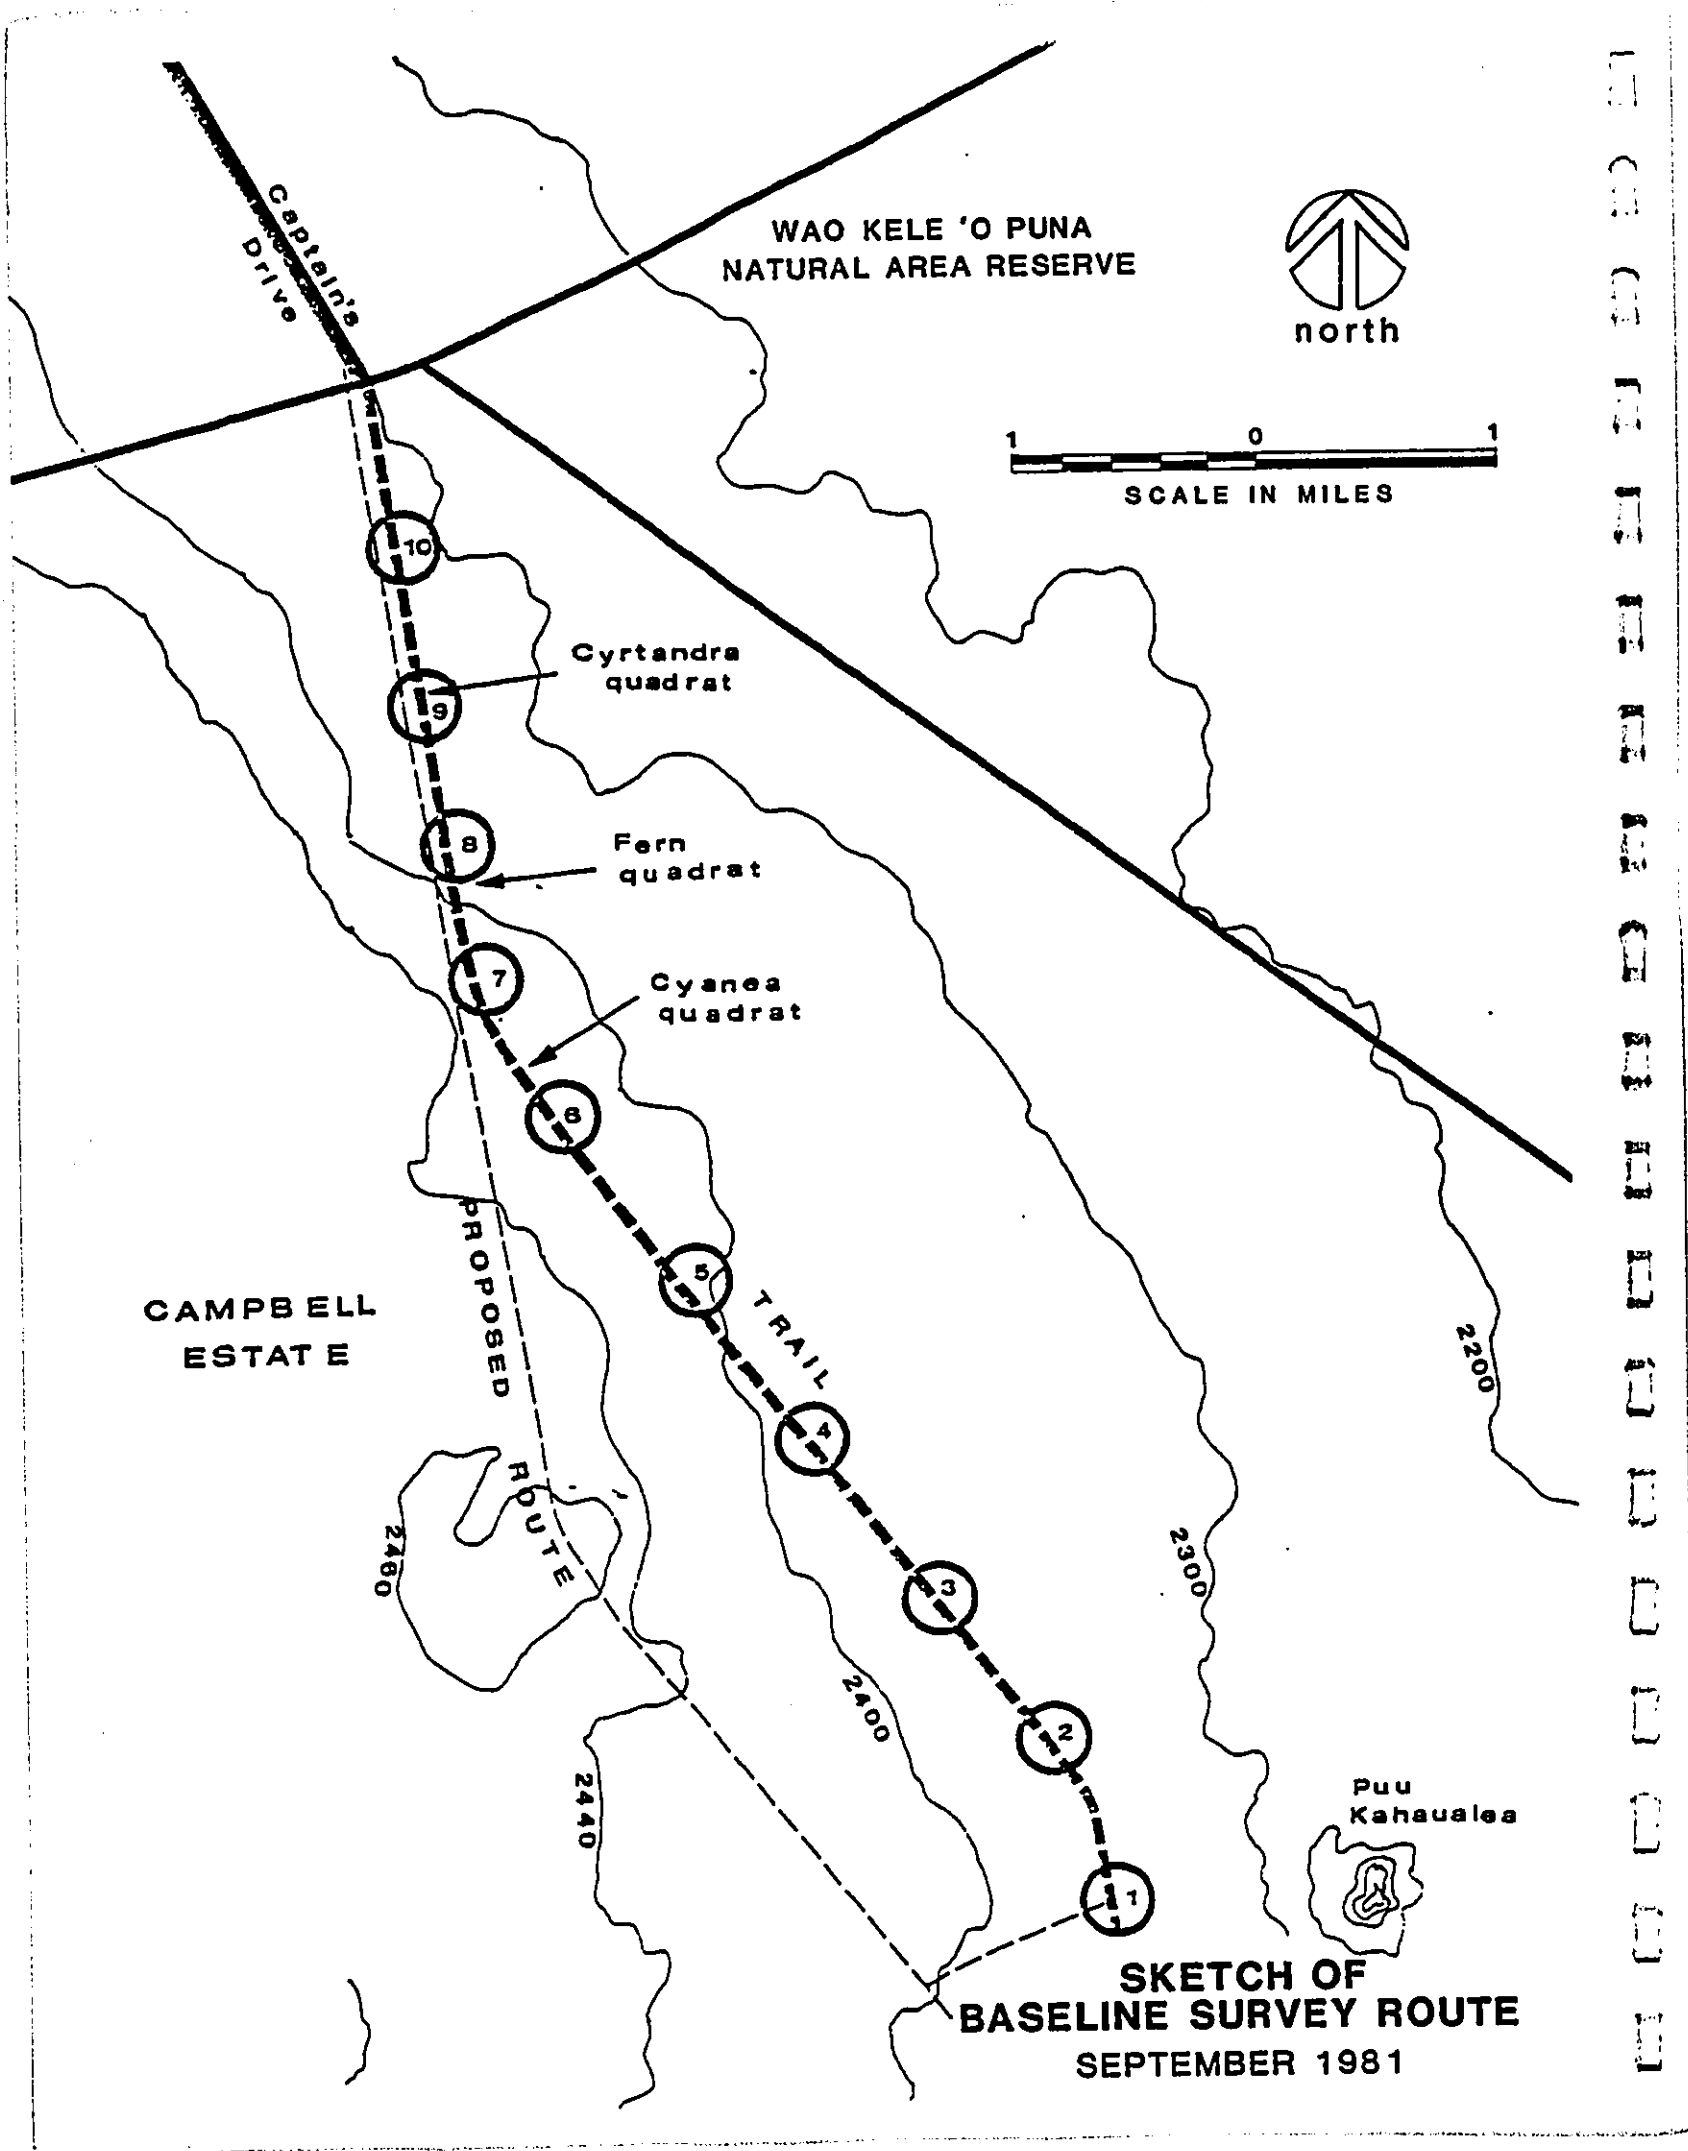 Captain's
Drive
WAO KELE 'O PUNA
NATURAL AREA RESERVE
north
1 0 1
SCALE IN MILES
10
Cyrtandra
quadrat
9
8
Fern
quadrat
7
Cyanea
quadrat
6
PROPOSED ROUTE
5
TRAIL
CAMPBELL
ESTATE
2200
4
2460
2300
3
2400
2
2440
Puu
Kahaualea
1
SKETCH OF
BASELINE SURVEY ROUTE
SEPTEMBER 1981